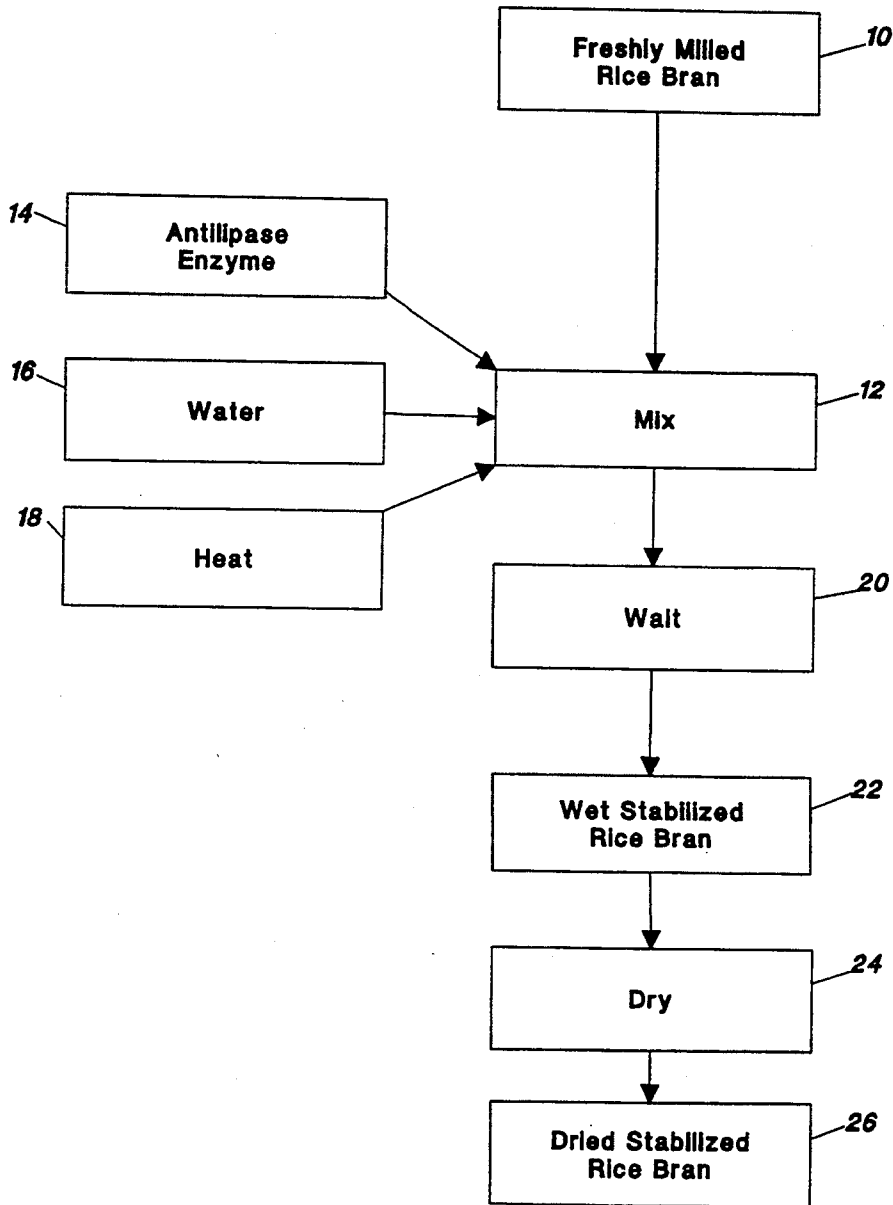 10
Freshly Milled
Rice Bran
14
Antilipase
Enzyme
16
Water
12
Mix
18
Heat
20
Wait
22
Wet Stabilized
Rice Bran
24
Dry
26
Dried Stabilized
Rice Bran